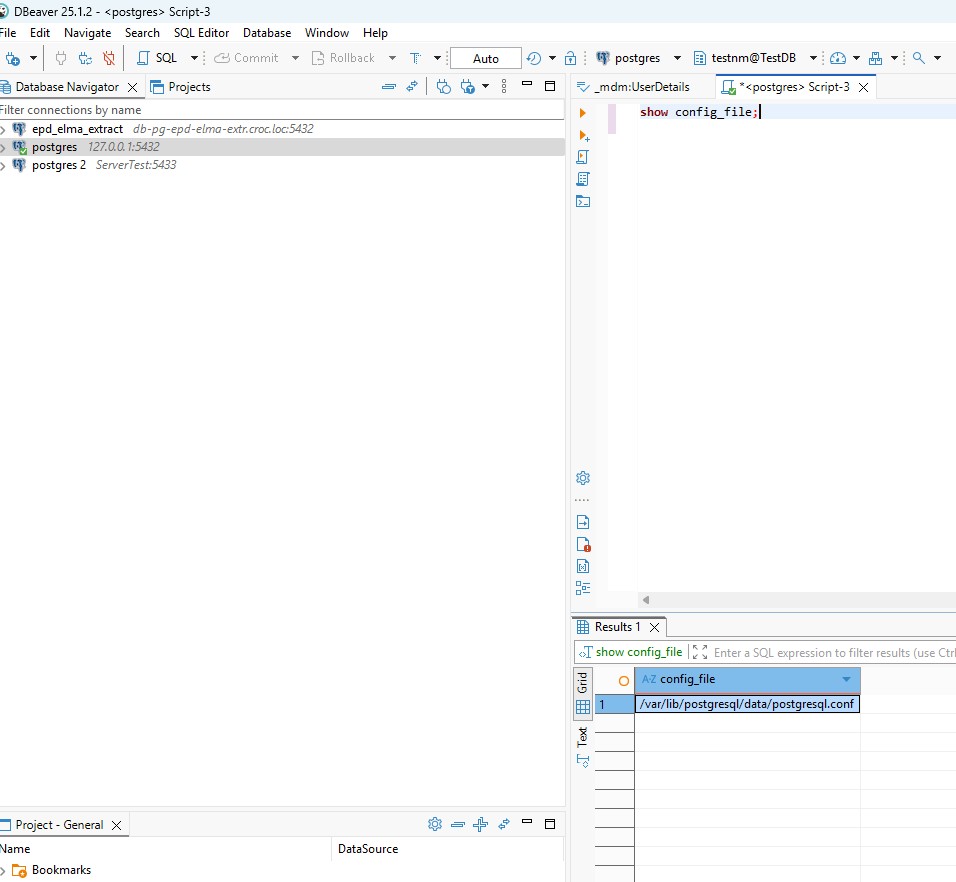 DBeaver 25.1.2 - <postgres> Script-3
File Edit Navigate Search SQL Editor Database Window Help
SQL Commit Rollback T Auto postgres testnm@TestDB
Database Navigator Projects
Filter connections by name
epd_elma_extract db-pg-epd-elma-extr.croc.loc:5432
postgres 127.0.0.1:5432
postgres 2 ServerTest:5433
_mdm:UserDetails *<postgres> Script-3
show config_file;
Results 1
show config_file Enter a SQL expression to filter results (use Ctrl
Grid
Text
A-Z config_file
1 /var/lib/postgresql/data/postgresql.conf
Project - General
Name DataSource
Bookmarks